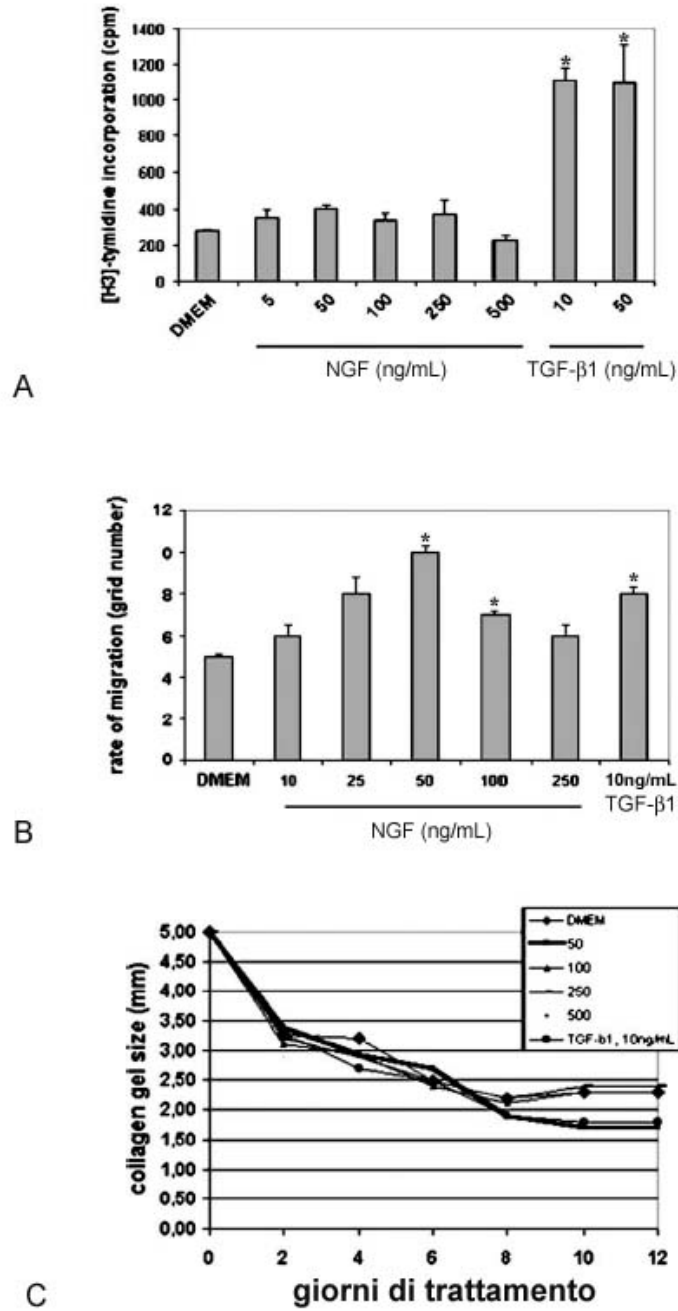 [H3]-tymidine incorporation (cpm)
1400
1200
1000
800
600
400
200
0
* *
DMEM 5 50 100 250 500 10 50
NGF (ng/mL) TGF-β1 (ng/mL)
A
rate of migration (grid number)
12
0
8
6
4
2
0
* * *
DMEM 10 25 50 100 250 10ng/mL
TGF-β1
NGF (ng/mL)
B
collagen gel size (mm)
5,00
4,50
4,00
3,50
3,00
2,50
2,00
1,50
1,00
0,50
0,00
DMEM
50
100
250
500
TGF-b1, 10ng/mL
0 2 4 6 8 10 12
giorni di trattamento
C